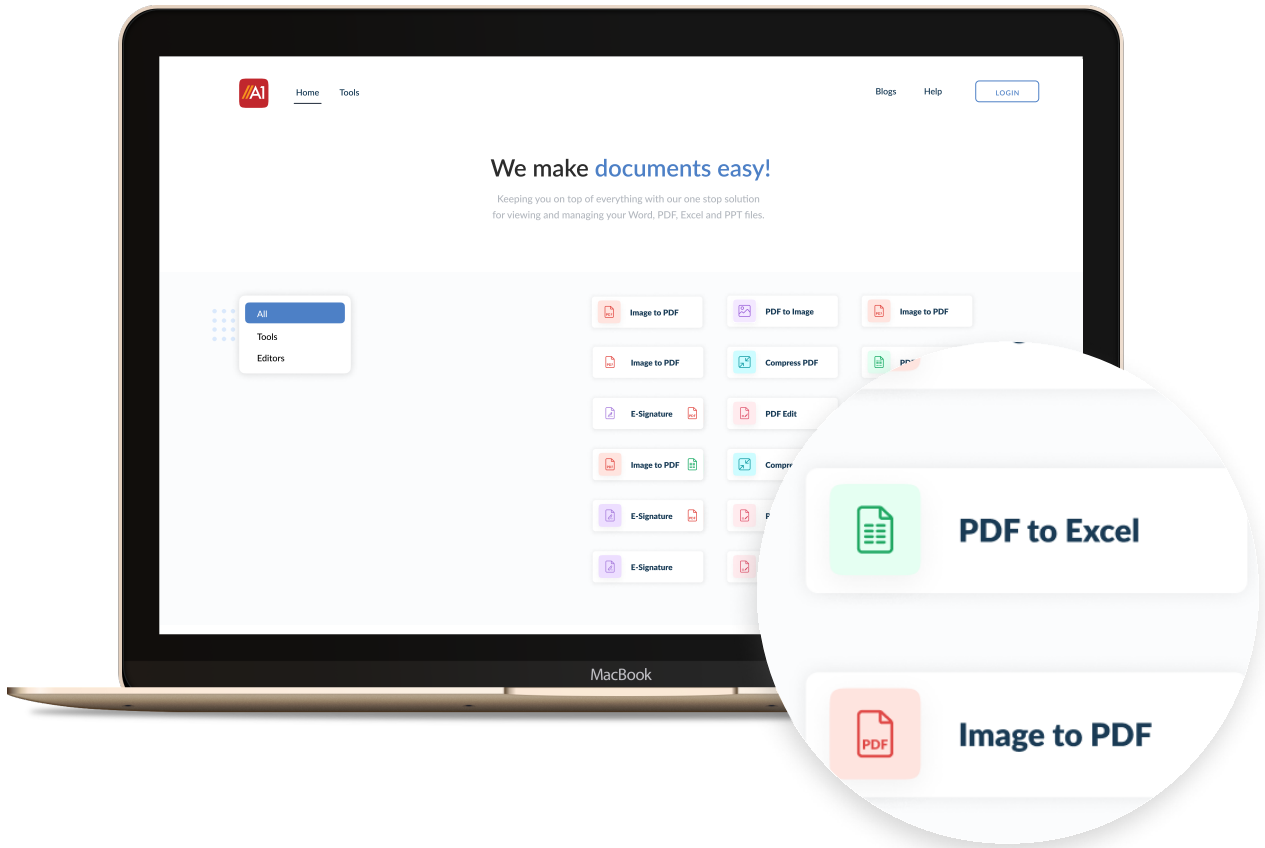 A1
Home
Tools
Blogs
Help
LOGIN
We make documents easy!
Keeping you on top of everything with our one stop solution
for viewing and managing your Word, PDF, Excel and PPT files.
All
Tools
Editors
Image to PDF
PDF to Image
Image to PDF
Image to PDF
Compress PDF
E-Signature
PDF Edit
Image to PDF
E-Signature
E-Signature
PDF to Excel
PDF
Image to PDF
MacBook